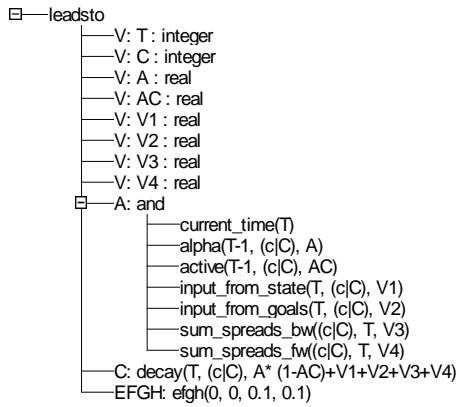 leadsto
V: T : integer
V: C : integer
V: A : real
V: AC : real
V: V1 : real
V: V2 : real
V: V3 : real
V: V4 : real
A: and
current_time(T)
alpha(T-1, (c|C), A)
active(T-1, (c|C), AC)
input_from_state(T, (c|C), V1)
input_from_goals(T, (c|C), V2)
sum_spreads_bw((c|C), T, V3)
sum_spreads_fw((c|C), T, V4)
C: decay(T, (c|C), A* (1-AC)+V1+V2+V3+V4)
EFGH: efgh(0, 0, 0.1, 0.1)